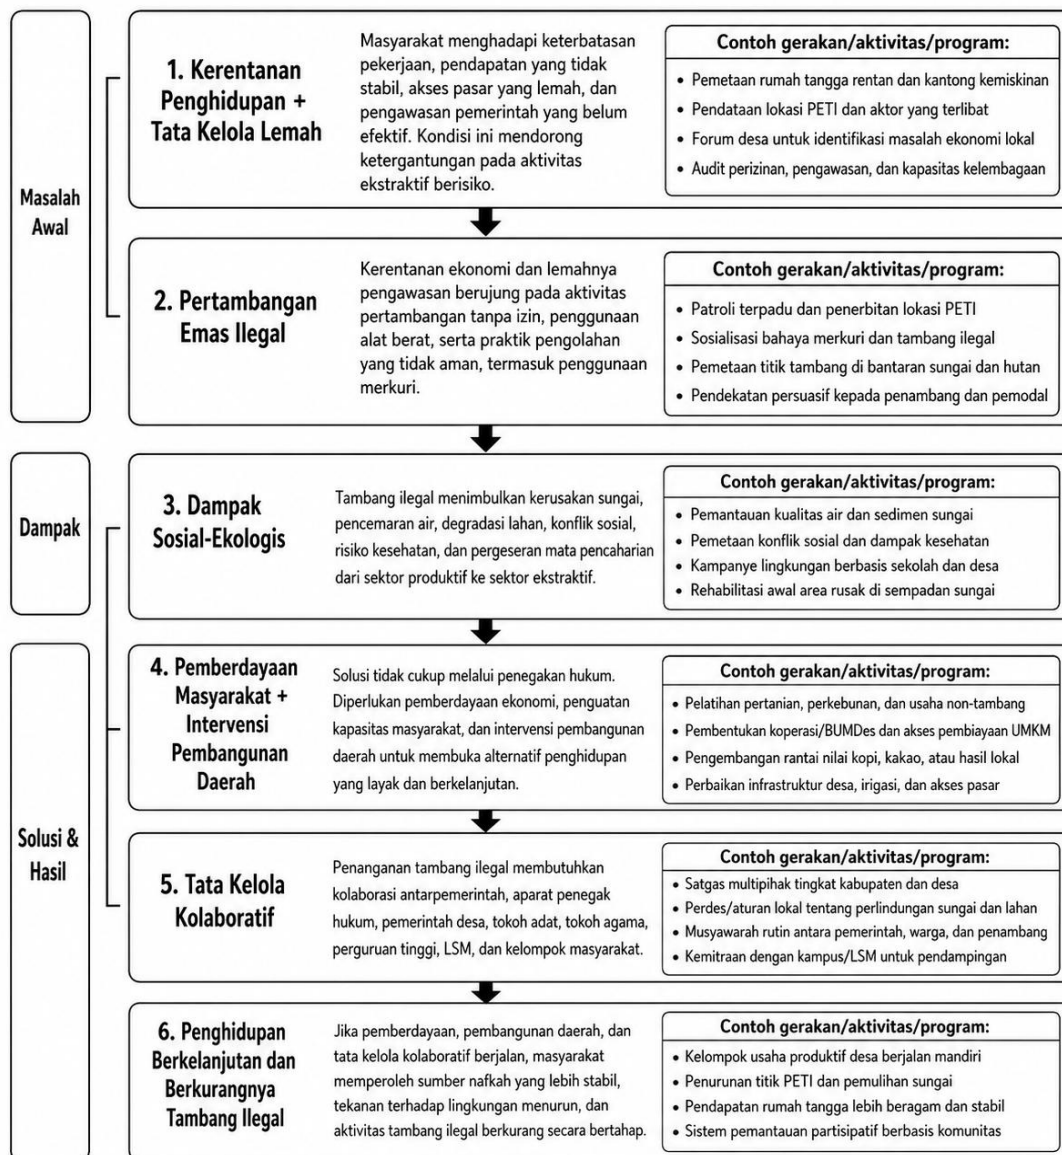 Masalah
Awal
1. Kerentanan
Penghidupan +
Tata Kelola Lemah
Masyarakat menghadapi keterbatasan
pekerjaan, pendapatan yang tidak
stabil, akses pasar yang lemah, dan
pengawasan pemerintah yang belum
efektif. Kondisi ini mendorong
ketergantungan pada aktivitas
ekstraktif berisiko.
Contoh gerakan/aktivitas/program:
• Pemetaan rumah tangga rentan dan kantong kemiskinan
• Pendataan lokasi PETI dan aktor yang terlibat
• Forum desa untuk identifikasi masalah ekonomi lokal
• Audit perizinan, pengawasan, dan kapasitas kelembagaan
2. Pertambangan
Emas Ilegal
Kerentanan ekonomi dan lemahnya
pengawasan berujung pada aktivitas
pertambangan tanpa izin, penggunaan
alat berat, serta praktik pengolahan
yang tidak aman, termasuk penggunaan
merkuri.
Contoh gerakan/aktivitas/program:
• Patroli terpadu dan penerbitan lokasi PETI
• Sosialisasi bahaya merkuri dan tambang ilegal
• Pemetaan titik tambang di bantaran sungai dan hutan
• Pendekatan persuasif kepada penambang dan pemodal
Dampak
3. Dampak
Sosial-Ekologis
Tambang ilegal menimbulkan kerusakan sungai,
pencemaran air, degradasi lahan, konflik sosial,
risiko kesehatan, dan pergeseran mata pencaharian
dari sektor produktif ke sektor ekstraktif.
Contoh gerakan/aktivitas/program:
• Pemantauan kualitas air dan sedimen sungai
• Pemetaan konflik sosial dan dampak kesehatan
• Kampanye lingkungan berbasis sekolah dan desa
• Rehabilitasi awal area rusak di sempadan sungai
Solusi &
Hasil
4. Pemberdayaan
Masyarakat +
Intervensi
Pembangunan
Daerah
Solusi tidak cukup melalui penegakan hukum.
Diperlukan pemberdayaan ekonomi, penguatan
kapasitas masyarakat, dan intervensi pembangunan
daerah untuk membuka alternatif penghidupan
yang layak dan berkelanjutan.
Contoh gerakan/aktivitas/program:
• Pelatihan pertanian, perkebunan, dan usaha non-tambang
• Pembentukan koperasi/BUMDes dan akses pembiayaan UMKM
• Pengembangan rantai nilai kopi, kakao, atau hasil lokal
• Perbaikan infrastruktur desa, irigasi, dan akses pasar
5. Tata Kelola
Kolaboratif
Penanganan tambang ilegal membutuhkan
kolaborasi antarpemerintah, aparat penegak
hukum, pemerintah desa, tokoh adat, tokoh agama,
perguruan tinggi, LSM, dan kelompok masyarakat.
Contoh gerakan/aktivitas/program:
• Satgas multipihak tingkat kabupaten dan desa
• Perdes/aturan lokal tentang perlindungan sungai dan lahan
• Musyawarah rutin antara pemerintah, warga, dan penambang
• Kemitraan dengan kampus/LSM untuk pendampingan
6. Penghidupan
Berkelanjutan dan
Berkurangnya
Tambang Ilegal
Jika pemberdayaan, pembangunan daerah, dan
tata kelola kolaboratif berjalan, masyarakat
memperoleh sumber nafkah yang lebih stabil,
tekanan terhadap lingkungan menurun, dan
aktivitas tambang ilegal berkurang secara bertahap.
Contoh gerakan/aktivitas/program:
• Kelompok usaha produktif desa berjalan mandiri
• Penurunan titik PETI dan pemulihan sungai
• Pendapatan rumah tangga lebih beragam dan stabil
• Sistem pemantauan partisipatif berbasis komunitas